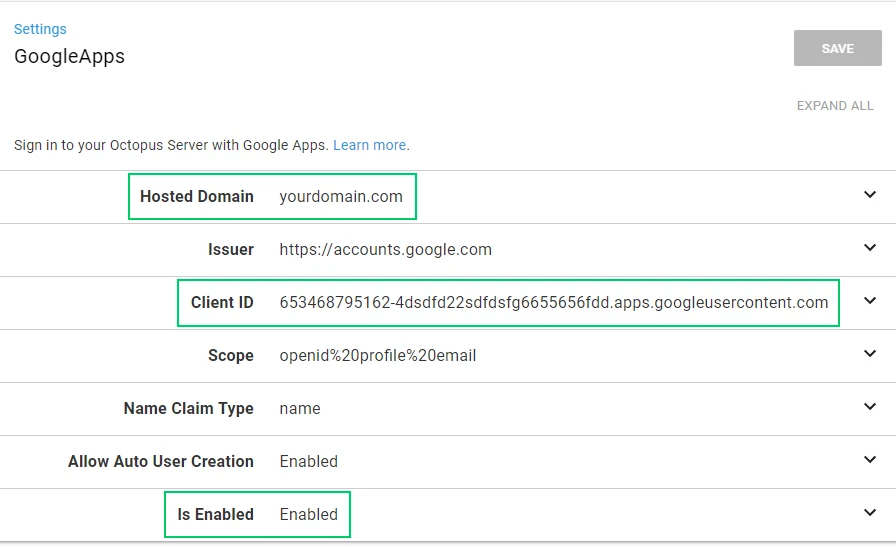 Settings
GoogleApps
SAVE
EXPAND ALL
Sign in to your Octopus Server with Google Apps. Learn more.
Hosted Domain yourdomain.com
Issuer https://accounts.google.com
Client ID 653468795162-4dsdfd22sdfdsfg6655656fdd.apps.googleusercontent.com
Scope openid%20profile%20email
Name Claim Type name
Allow Auto User Creation Enabled
Is Enabled Enabled